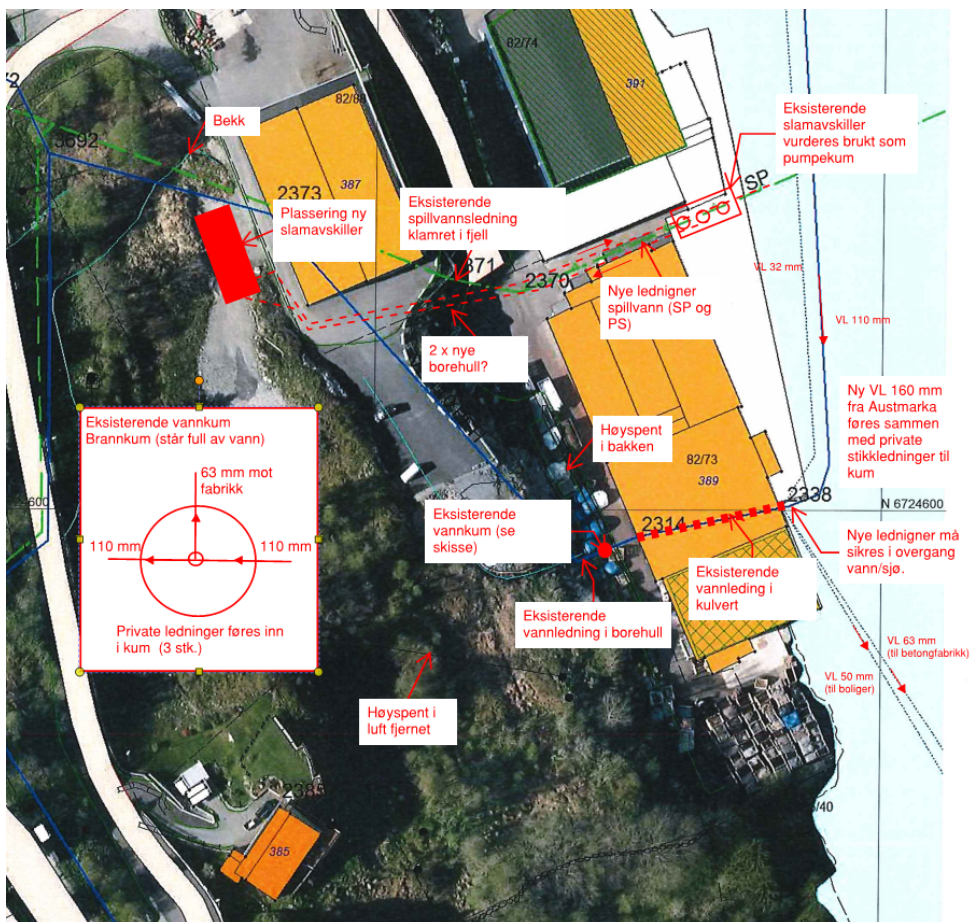 82/74
391
Eksisterende
slamavskiller
vurderes brukt som
pumpekum
82/88
Bekk
3692
387
2373
Plassering ny
slamavskiller
Eksisterende
spillvannsledning
klamret i fjell
SP
371
2370
VL 32 mm
Nye lednigner
spillvann (SP og
PS)
VL 110 mm
2 x nye
borehull?
Ny VL 160 mm
fra Austmarka
føres sammen
med private
stikkledninger til
kum
Eksisterende vannkum
Brannkum (står full av vann)
63 mm mot
fabrikk
110 mm
110 mm
Private ledninger føres inn
i kum (3 stk.)
Høyspent
i bakken
82/73
389
2338
N 6724600
600
Eksisterende
vannkum (se
skisse)
2314
Nye lednigner må
sikres i overgang
vann/sjø.
Eksisterende
vannleding i
kulvert
Eksisterende
vannledning i borehull
VL 63 mm
(til betongfabrikk)
VL 50 mm
(til boliger)
Høyspent i
luft fjernet
2385
/40
385